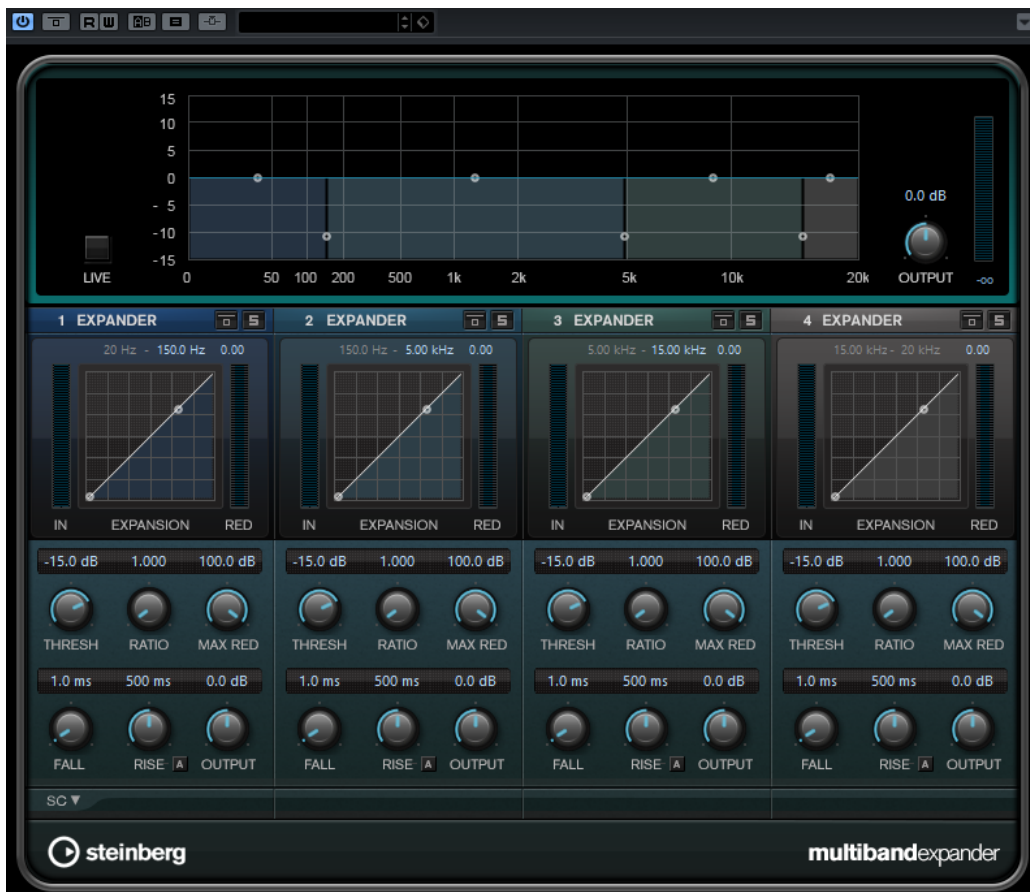 R W AB
15
10
5
0
- 5
-10
-15
0 50 100 200 500 1k 2k 5k 10k 20k
LIVE
0.0 dB
OUTPUT
-oo
1 EXPANDER S 2 EXPANDER S 3 EXPANDER S 4 EXPANDER S
20 Hz - 150.0 Hz 0.00 150.0 Hz - 5.00 kHz 0.00 5.00 kHz - 15.00 kHz 0.00 15.00 kHz - 20 kHz 0.00
IN EXPANSION RED IN EXPANSION RED IN EXPANSION RED IN EXPANSION RED
-15.0 dB 1.000 100.0 dB -15.0 dB 1.000 100.0 dB -15.0 dB 1.000 100.0 dB -15.0 dB 1.000 100.0 dB
THRESH RATIO MAX RED THRESH RATIO MAX RED THRESH RATIO MAX RED THRESH RATIO MAX RED
1.0 ms 500 ms 0.0 dB 1.0 ms 500 ms 0.0 dB 1.0 ms 500 ms 0.0 dB 1.0 ms 500 ms 0.0 dB
FALL RISE A OUTPUT FALL RISE A OUTPUT FALL RISE A OUTPUT FALL RISE A OUTPUT
SC ▼
steinberg multibandexpander